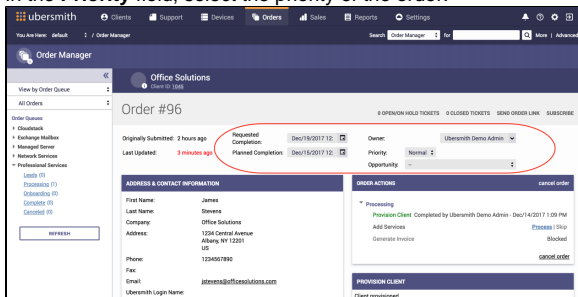 In the Priority field, select the priority of the order.
ubersmith Clients Support Devices Orders Sales Reports Settings
You Are Here: default / Order Manager Search Order Manager for More | Advanced
Order Manager
View by Order Queue
All Orders
Order Queues
Cloudstack
Exchange Mailbox
Managed Server
Network Services
Professional Services
Leads (0)
Processing (1)
Onboarding (0)
Complete (0)
Canceled (0)
REFRESH
Office Solutions
Client ID: 1048
Order #96
0 OPEN/ON HOLD TICKETS 0 CLOSED TICKETS SEND ORDER LINK SUBSCRIBE
Originally Submitted: 2 hours ago
Last Updated: 3 minutes ago
Requested Completion: Dec/19/2017 12:
Planned Completion: Dec/15/2017 12:
Owner: Ubersmith Demo Admin
Priority: Normal
Opportunity: –
ADDRESS & CONTACT INFORMATION
First Name: James
Last Name: Stevens
Company: Office Solutions
Address: 1234 Central Avenue
Albany, NY 12201
US
Phone: 1234567890
Fax:
Email: jstevens@officesolutions.com
Ubersmith Login Name:
ORDER ACTIONS cancel order
Processing
Provision Client Completed by Ubersmith Demo Admin - Dec/14/2017 1:09 PM
Add Services Process | Skip
Generate Invoice Blocked
cancel order
PROVISION CLIENT
Client provisioned